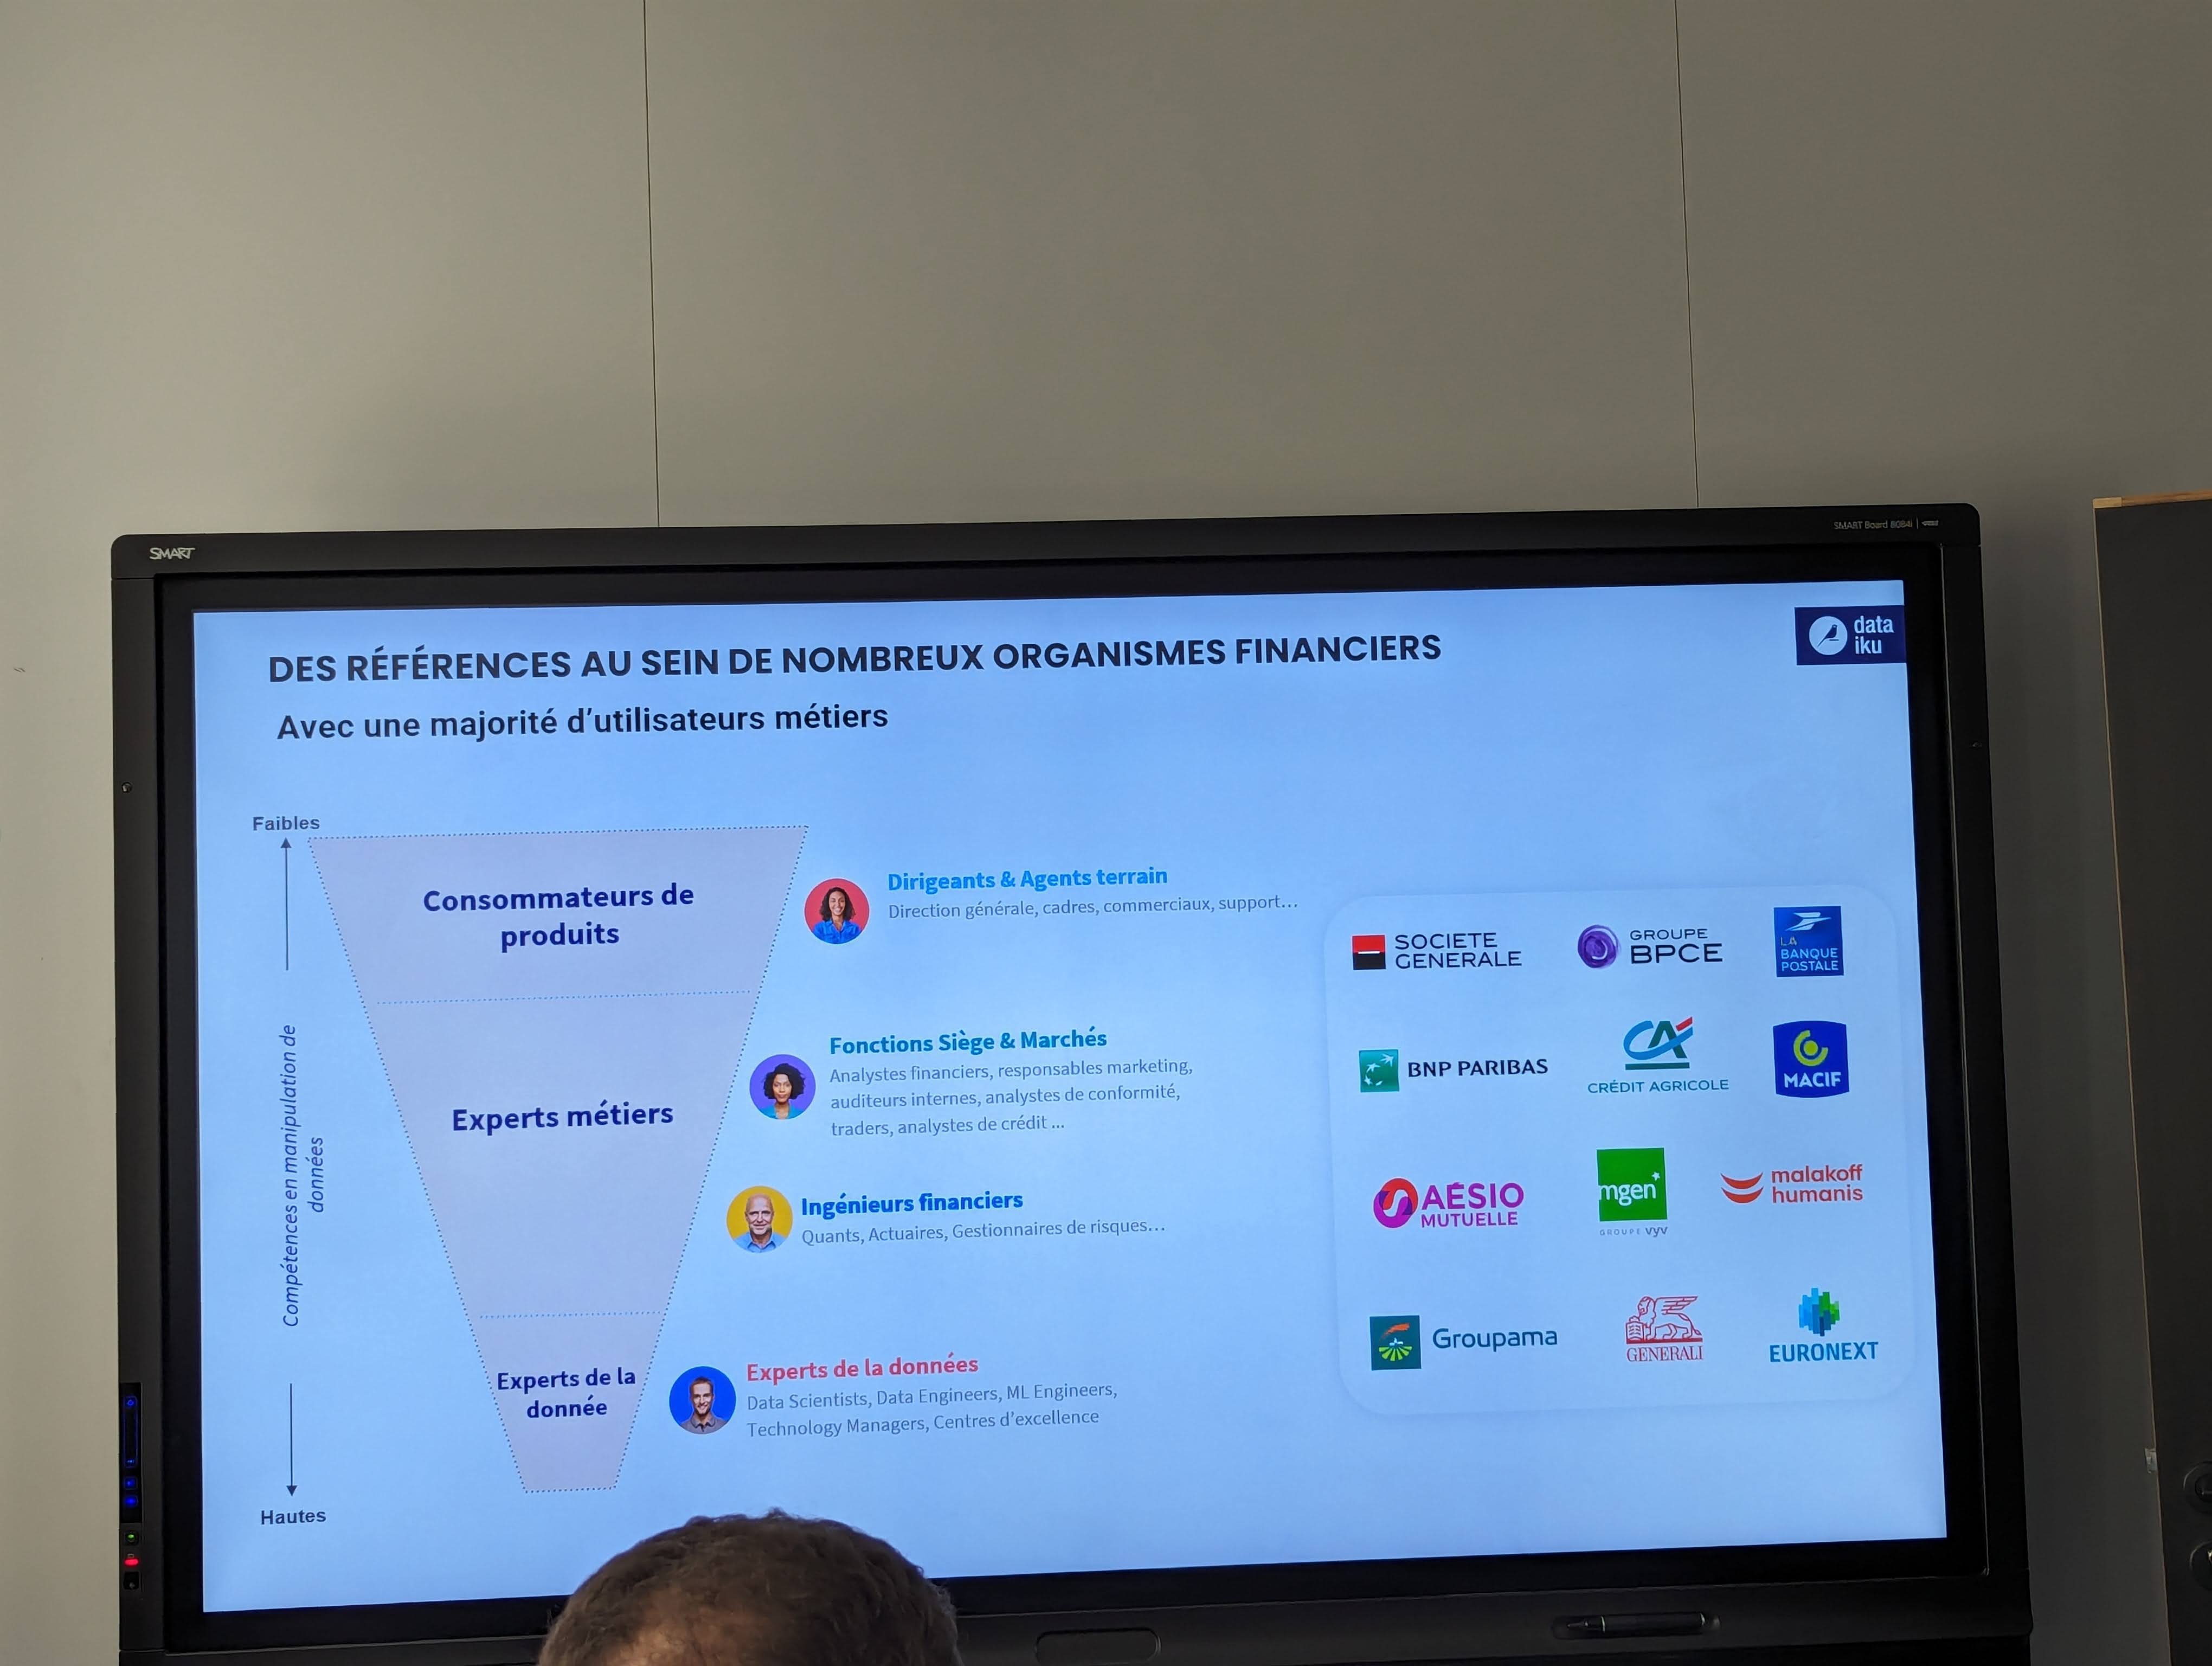 SMART
SMART Board 8084i
data
iku
DES RÉFÉRENCES AU SEIN DE NOMBREUX ORGANISMES FINANCIERS
Avec une majorité d'utilisateurs métiers
Faibles
Compétences en manipulation de
données
Hautes
Consommateurs de
produits
Dirigeants & Agents terrain
Direction générale, cadres, commerciaux, support...
Experts métiers
Fonctions Siège & Marchés
Analystes financiers, responsables marketing,
auditeurs internes, analystes de conformité,
traders, analystes de crédit ...
Ingénieurs financiers
Quants, Actuaires, Gestionnaires de risques...
Experts de la
donnée
Experts de la données
Data Scientists, Data Engineers, ML Engineers,
Technology Managers, Centres d'excellence
SOCIETE
GENERALE
GROUPE
BPCE
LA
BANQUE
POSTALE
BNP PARIBAS
CRÉDIT AGRICOLE
MACIF
AÉSIO
MUTUELLE
mgen
GROUPE vyv
malakoff
humanis
Groupama
GENERALI
EURONEXT